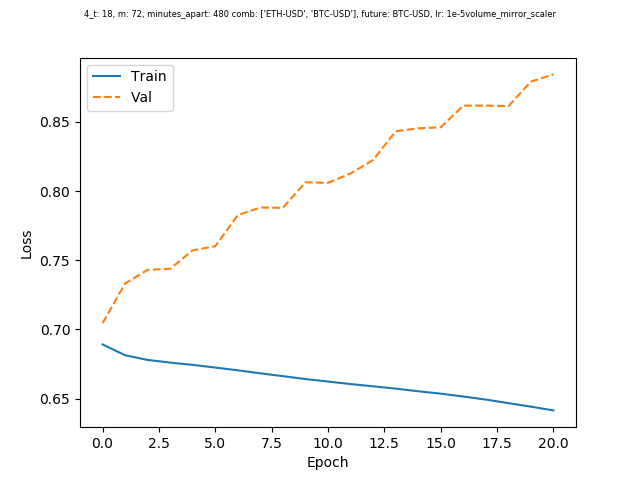 4_t: 18, m: 72, minutes_apart: 480 comb: ['ETH-USD', 'BTC-USD'], future: BTC-USD, lr: 1e-5volume_mirror_scaler
Train
Val
0.85
0.80
0.75
0.70
0.65
Loss
0.0 2.5 5.0 7.5 10.0 12.5 15.0 17.5 20.0
Epoch